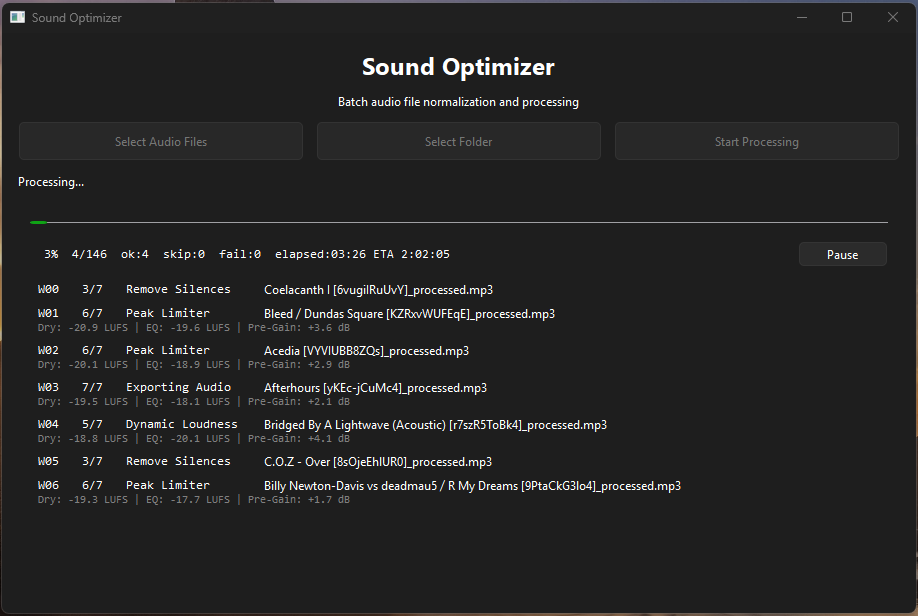 Sound Optimizer
Sound Optimizer
Batch audio file normalization and processing
Select Audio Files Select Folder Start Processing
Processing...
3% 4/146 ok:4 skip:0 fail:0 elapsed:03:26 ETA 2:02:05 Pause
W00 3/7 Remove Silences Coelacanth I [6vugilRuUvY]_processed.mp3
W01 6/7 Peak Limiter Bleed / Dundas Square [KZRxvWUFEqE]_processed.mp3
Dry: -20.9 LUFS | EQ: -19.6 LUFS | Pre-Gain: +3.6 dB
W02 6/7 Peak Limiter Acedia [VYVIUBB8ZQs]_processed.mp3
Dry: -20.1 LUFS | EQ: -18.9 LUFS | Pre-Gain: +2.9 dB
W03 7/7 Exporting Audio Afterhours [yKEc-jCuMc4]_processed.mp3
Dry: -19.5 LUFS | EQ: -18.1 LUFS | Pre-Gain: +2.1 dB
W04 5/7 Dynamic Loudness Bridged By A Lightwave (Acoustic) [r7szR5ToBk4]_processed.mp3
Dry: -18.8 LUFS | EQ: -20.1 LUFS | Pre-Gain: +4.1 dB
W05 3/7 Remove Silences C.O.Z - Over [8sOjeEhlUR0]_processed.mp3
W06 6/7 Peak Limiter Billy Newton-Davis vs deadmau5 / R My Dreams [9PtaCkG3Io4]_processed.mp3
Dry: -19.3 LUFS | EQ: -17.7 LUFS | Pre-Gain: +1.7 dB